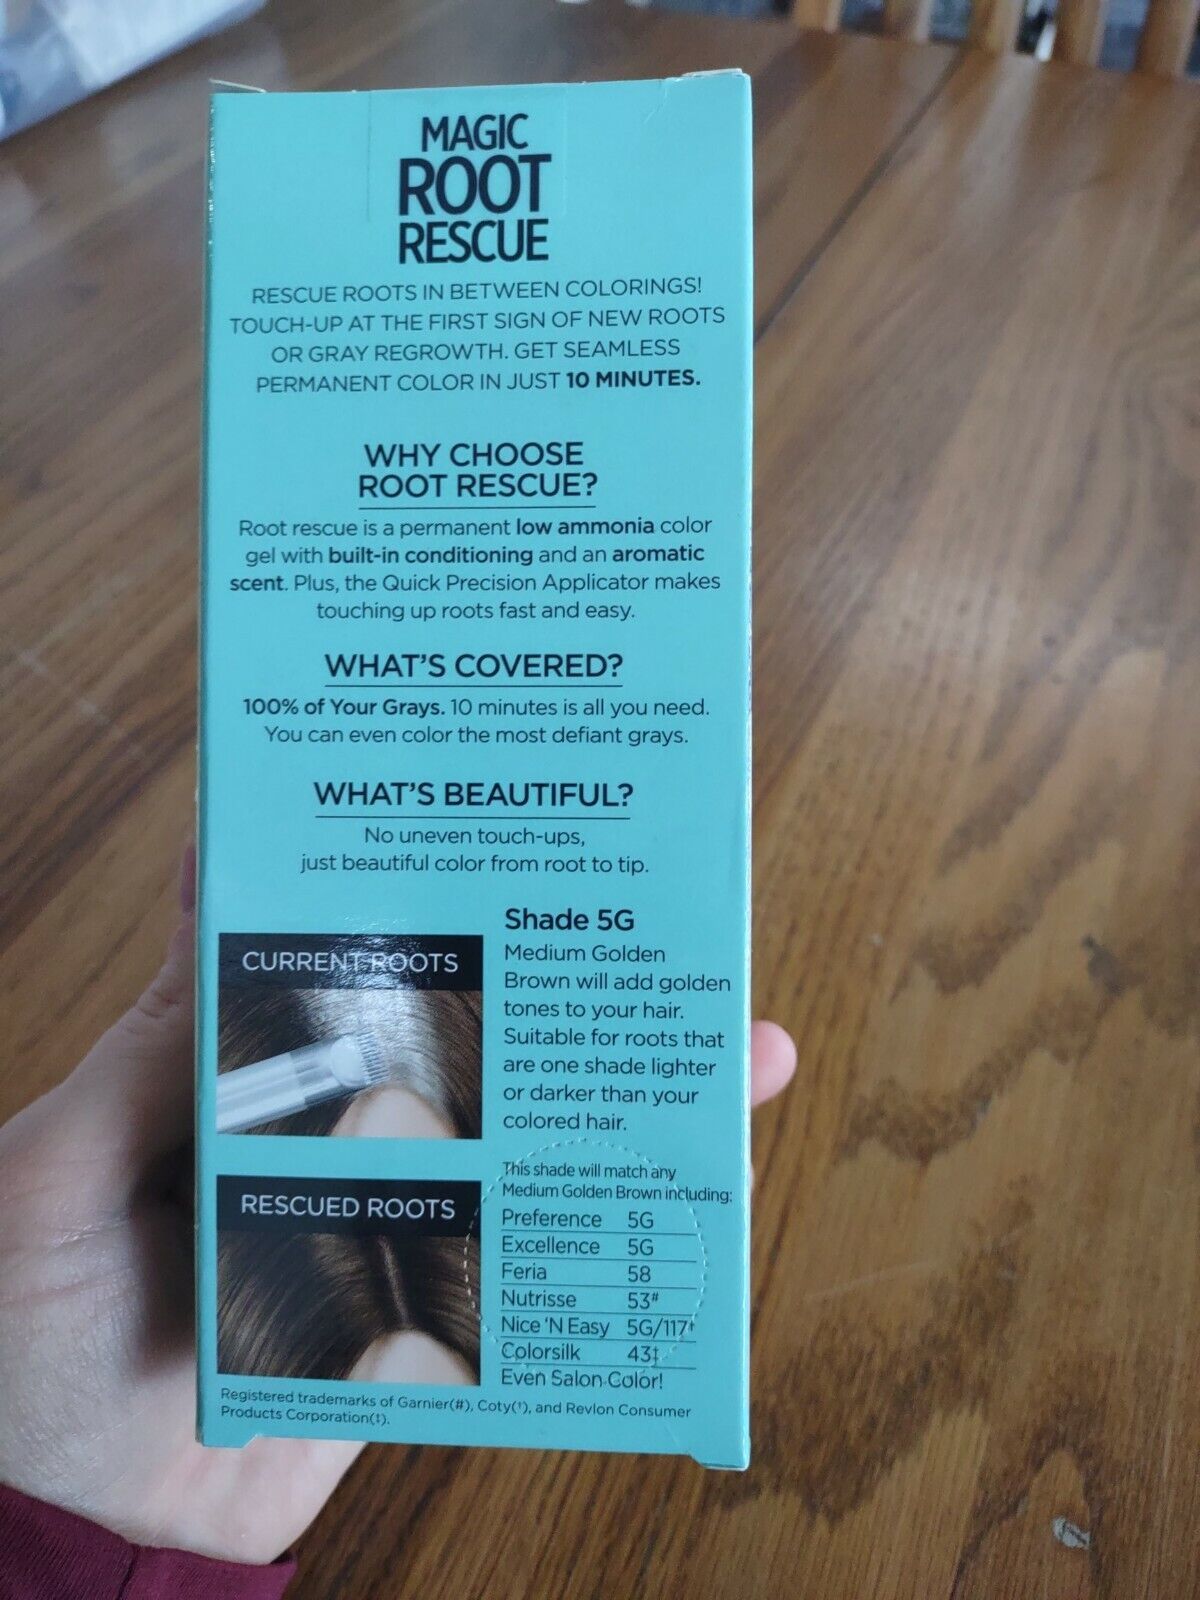 MAGIC
ROOT
RESCUE
RESCUE ROOTS IN BETWEEN COLORINGS!
TOUCH-UP AT THE FIRST SIGN OF NEW ROOTS
OR GRAY REGROWTH. GET SEAMLESS
PERMANENT COLOR IN JUST 10 MINUTES.
WHY CHOOSE
ROOT RESCUE?
Root rescue is a permanent low ammonia color
gel with built-in conditioning and an aromatic
scent. Plus, the Quick Precision Applicator makes
touching up roots fast and easy.
WHAT'S COVERED?
100% of Your Grays. 10 minutes is all you need.
You can even color the most defiant grays.
WHAT'S BEAUTIFUL?
No uneven touch-ups,
just beautiful color from root to tip.
CURRENT ROOTS
RESCUED ROOTS
Shade 5G
Medium Golden
Brown will add golden
tones to your hair.
Suitable for roots that
are one shade lighter
or darker than your
colored hair.
This shade will match any
Medium Golden Brown including:
Preference 5G
Excellence 5G
Feria 58
Nutrisse 53#
Nice 'N Easy 5G/117†
Colorsilk 43‡
Even Salon Color!
Registered trademarks of Garnier(#), Coty(†), and Revlon Consumer
Products Corporation(‡).